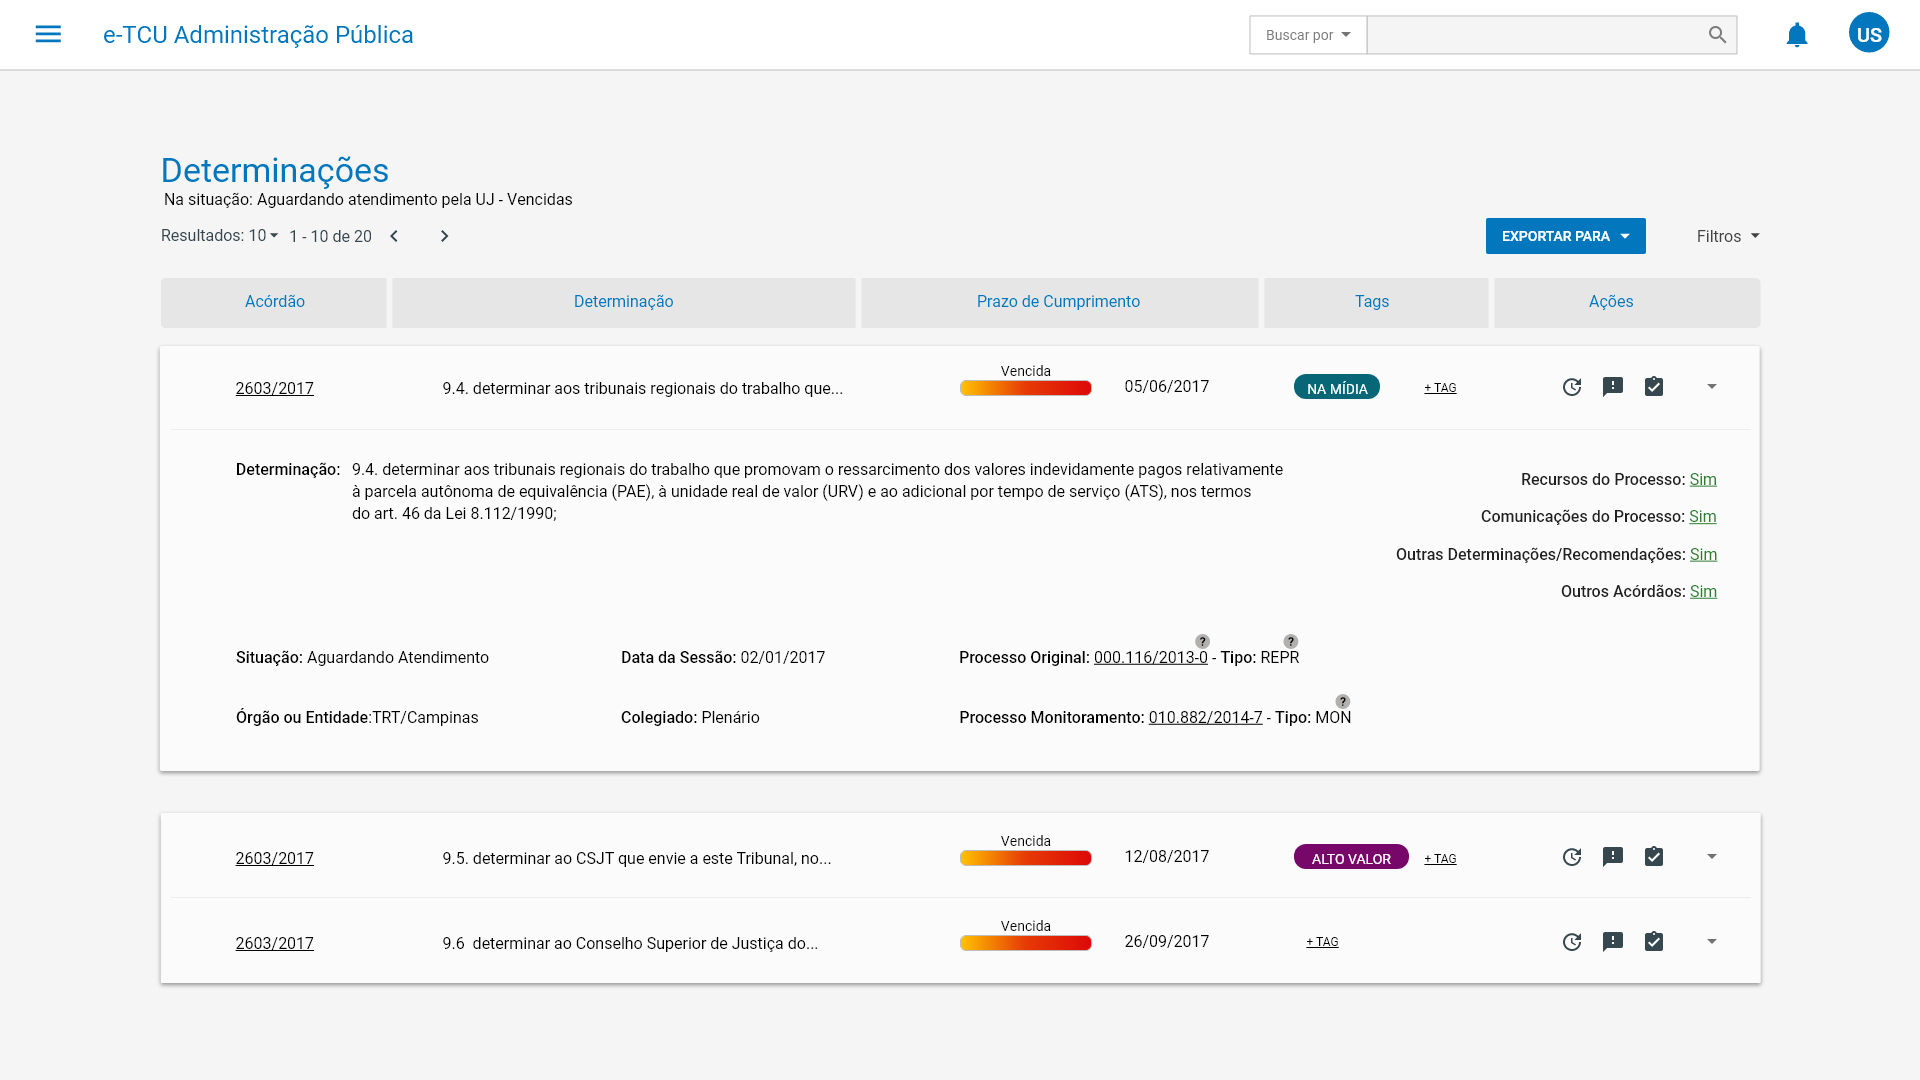 e-TCU Administração Pública
Buscar por
US
Determinações
Na situação: Aguardando atendimento pela UJ - Vencidas
Resultados: 10 1 - 10 de 20
EXPORTAR PARA
Filtros
Acórdão Determinação Prazo de Cumprimento Tags Ações
Vencida
2603/2017 9.4. determinar aos tribunais regionais do trabalho que... 05/06/2017 NA MÍDIA + TAG
Determinação: 9.4. determinar aos tribunais regionais do trabalho que promovam o ressarcimento dos valores indevidamente pagos relativamente
à parcela autônoma de equivalência (PAE), à unidade real de valor (URV) e ao adicional por tempo de serviço (ATS), nos termos
do art. 46 da Lei 8.112/1990;
Recursos do Processo: Sim
Comunicações do Processo: Sim
Outras Determinações/Recomendações: Sim
Outros Acórdãos: Sim
? ?
Situação: Aguardando Atendimento Data da Sessão: 02/01/2017 Processo Original: 000.116/2013-0 - Tipo: REPR
?
Órgão ou Entidade:TRT/Campinas Colegiado: Plenário Processo Monitoramento: 010.882/2014-7 - Tipo: MON
Vencida
2603/2017 9.5. determinar ao CSJT que envie a este Tribunal, no... 12/08/2017 ALTO VALOR + TAG
Vencida
2603/2017 9.6 determinar ao Conselho Superior de Justiça do... 26/09/2017 + TAG